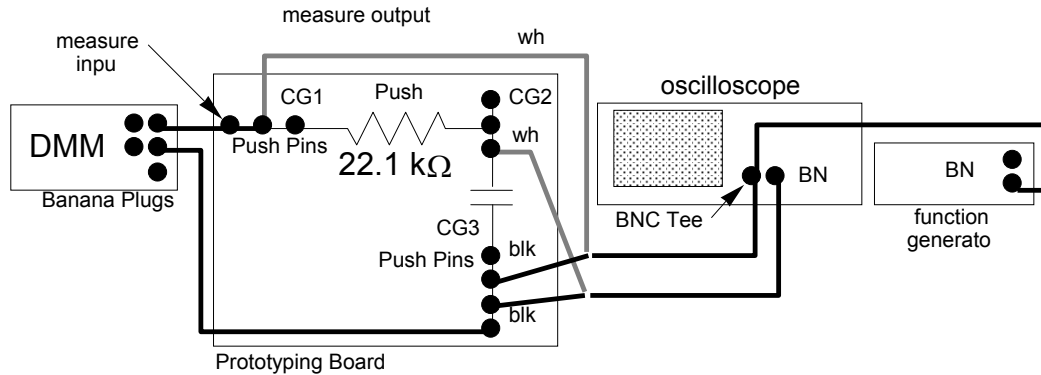 measure output
measure
inpu
wh
CG1
Push
CG2
oscilloscope
DMM
Push Pins
wh
22.1 kΩ
BN
BN
Banana Plugs
BNC Tee
function
generato
CG3
Push Pins
blk
blk
Prototyping Board